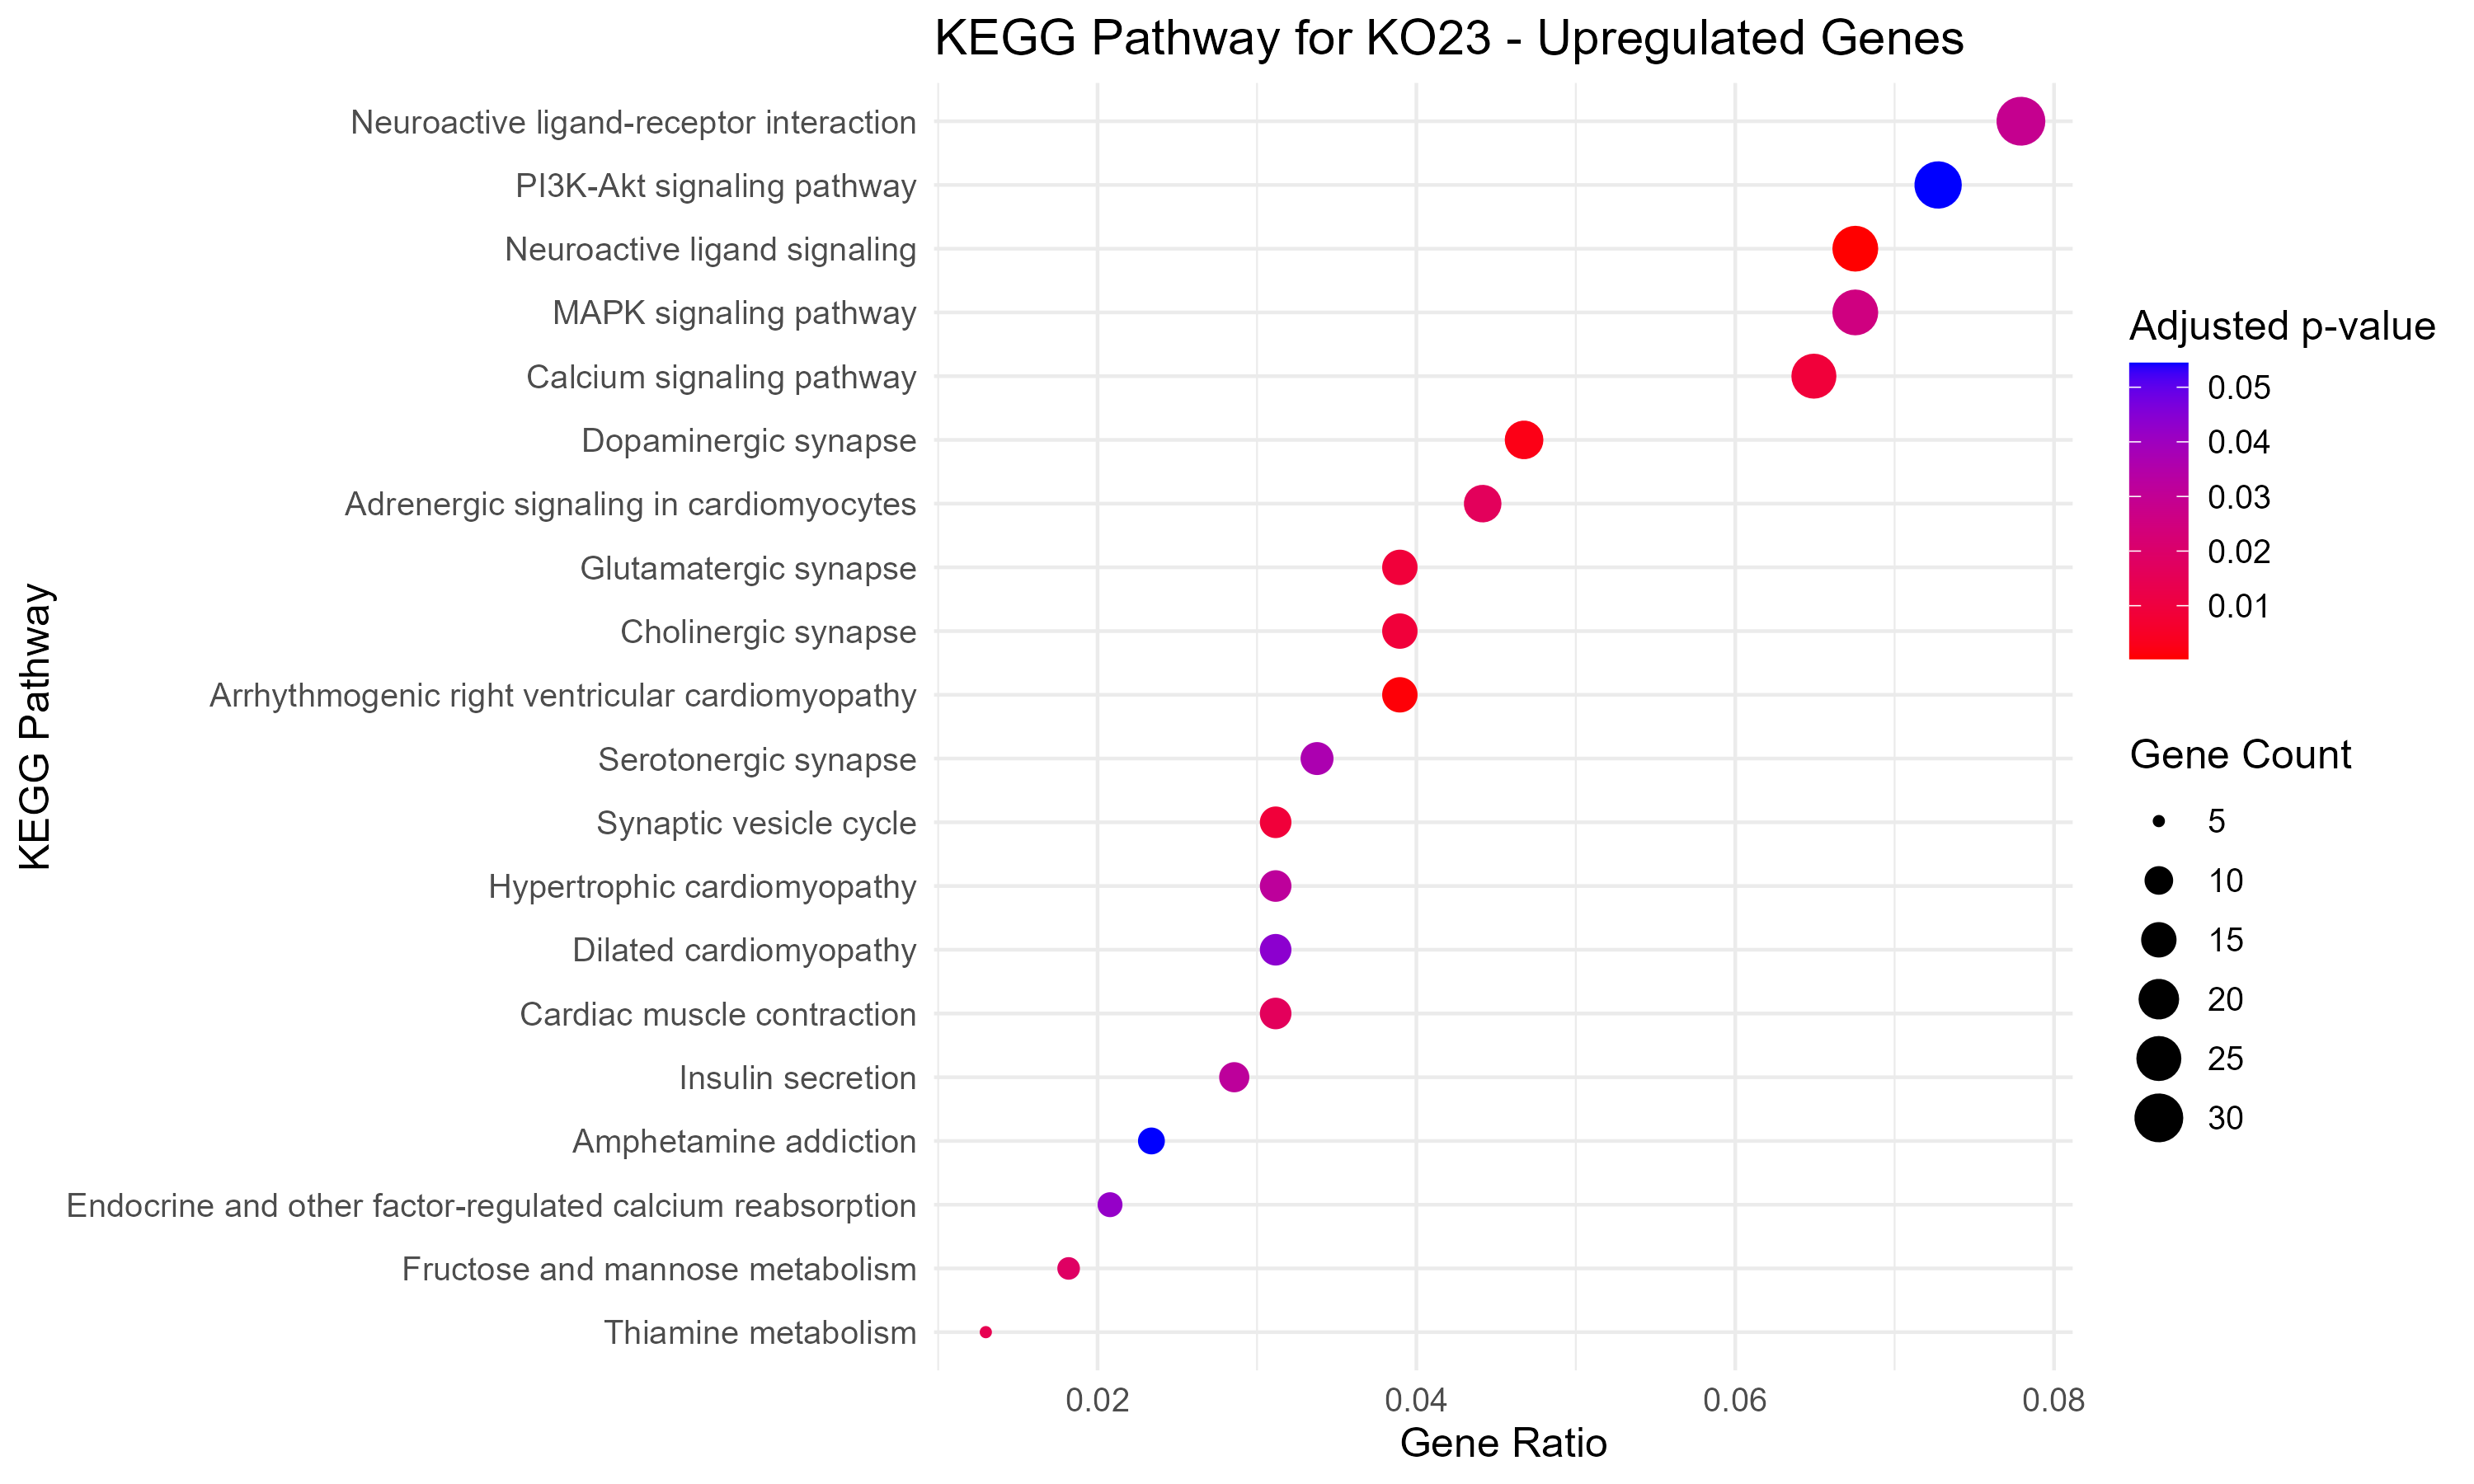 KEGG Pathway for KO23 - Upregulated Genes
KEGG Pathway
Neuroactive ligand-receptor interaction
PI3K-Akt signaling pathway
Neuroactive ligand signaling
MAPK signaling pathway
Calcium signaling pathway
Dopaminergic synapse
Adrenergic signaling in cardiomyocytes
Glutamatergic synapse
Cholinergic synapse
Arrhythmogenic right ventricular cardiomyopathy
Serotonergic synapse
Synaptic vesicle cycle
Hypertrophic cardiomyopathy
Dilated cardiomyopathy
Cardiac muscle contraction
Insulin secretion
Amphetamine addiction
Endocrine and other factor-regulated calcium reabsorption
Fructose and mannose metabolism
Thiamine metabolism
0.02 0.04 0.06 0.08
Gene Ratio
Adjusted p-value
0.05
0.04
0.03
0.02
0.01
Gene Count
5
10
15
20
25
30